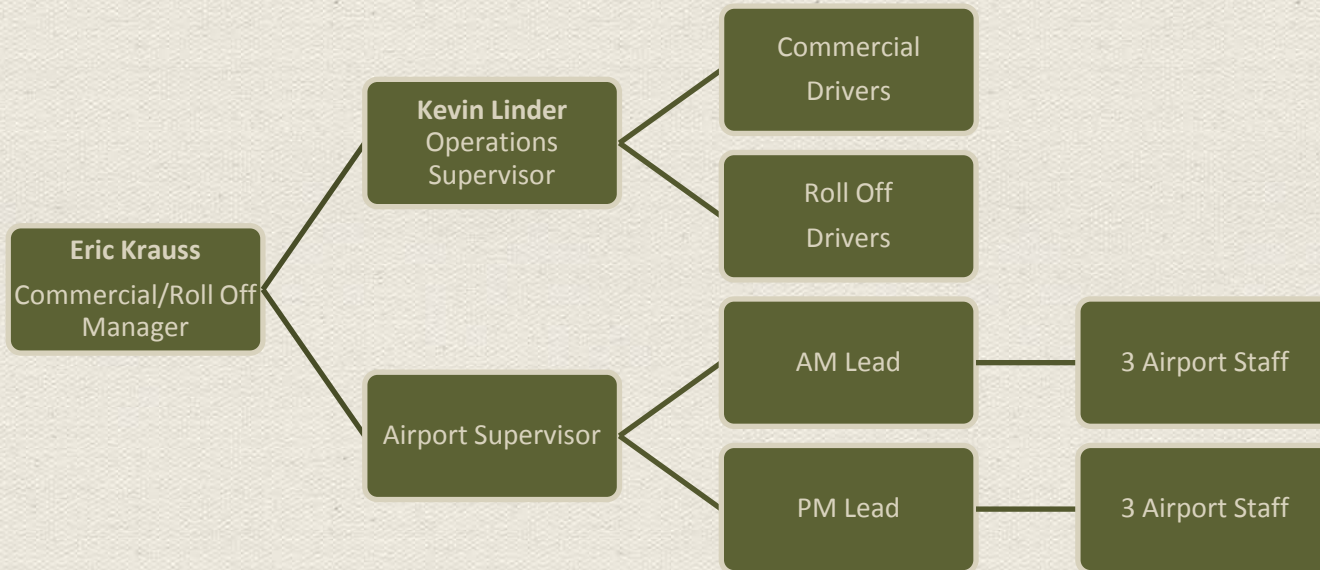 Commercial
Drivers
Kevin Linder
Operations
Supervisor
Roll Off
Drivers
Eric Krauss
Commercial/Roll Off
Manager
AM Lead
3 Airport Staff
Airport Supervisor
PM Lead
3 Airport Staff